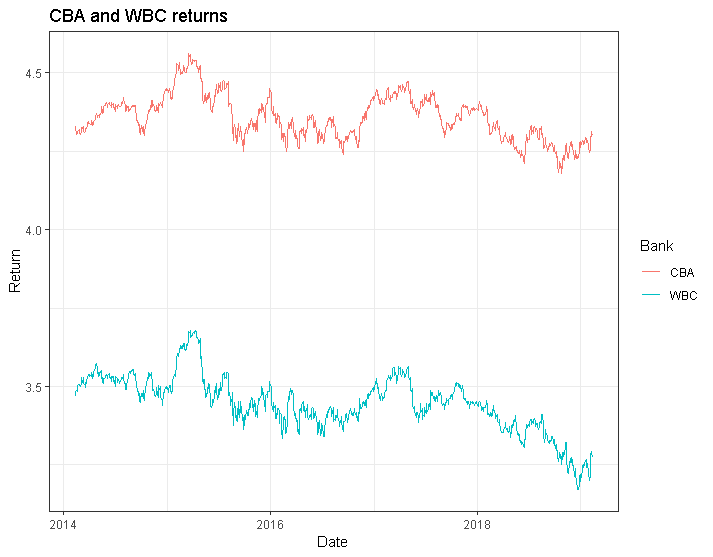 CBA and WBC returns
4.5
4.0
3.5
Return
2014
2016
2018
Date
Bank
CBA
WBC